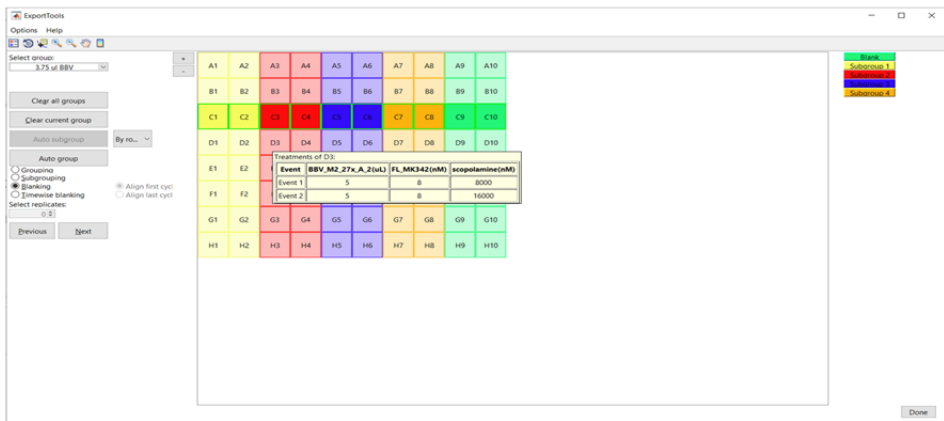 ExportTools
Options Help
Select group:
3.75 ul BBV
+
-
Clear all groups
Clear current group
Auto subgroup By ro...
Auto group
Grouping
Subgrouping
Blanking Align first cycl
Timewise blanking Align last cycl
Select replicates:
0
Previous Next
A1 A2 A3 A4 A5 A6 A7 A8 A9 A10
B1 B2 B3 B4 B5 B6 B7 B8 B9 B10
C1 C2 C3 C4 C5 C6 C7 C8 C9 C10
D1 D2 D3 D4 D5 D6 D7 D8 D9 D10
Treatments of D3:
Event BBV_M2_27x_A_2(uL) FL_MK342(nM) scopolamine(nM)
Event 1 5 8 8000
Event 2 5 8 16000
E1 E2
F1 F2
G1 G2 G3 G4 G5 G6 G7 G8 G9 G10
H1 H2 H3 H4 H5 H6 H7 H8 H9 H10
Blank
Subgroup 1
Subgroup 2
Subgroup 4
Done